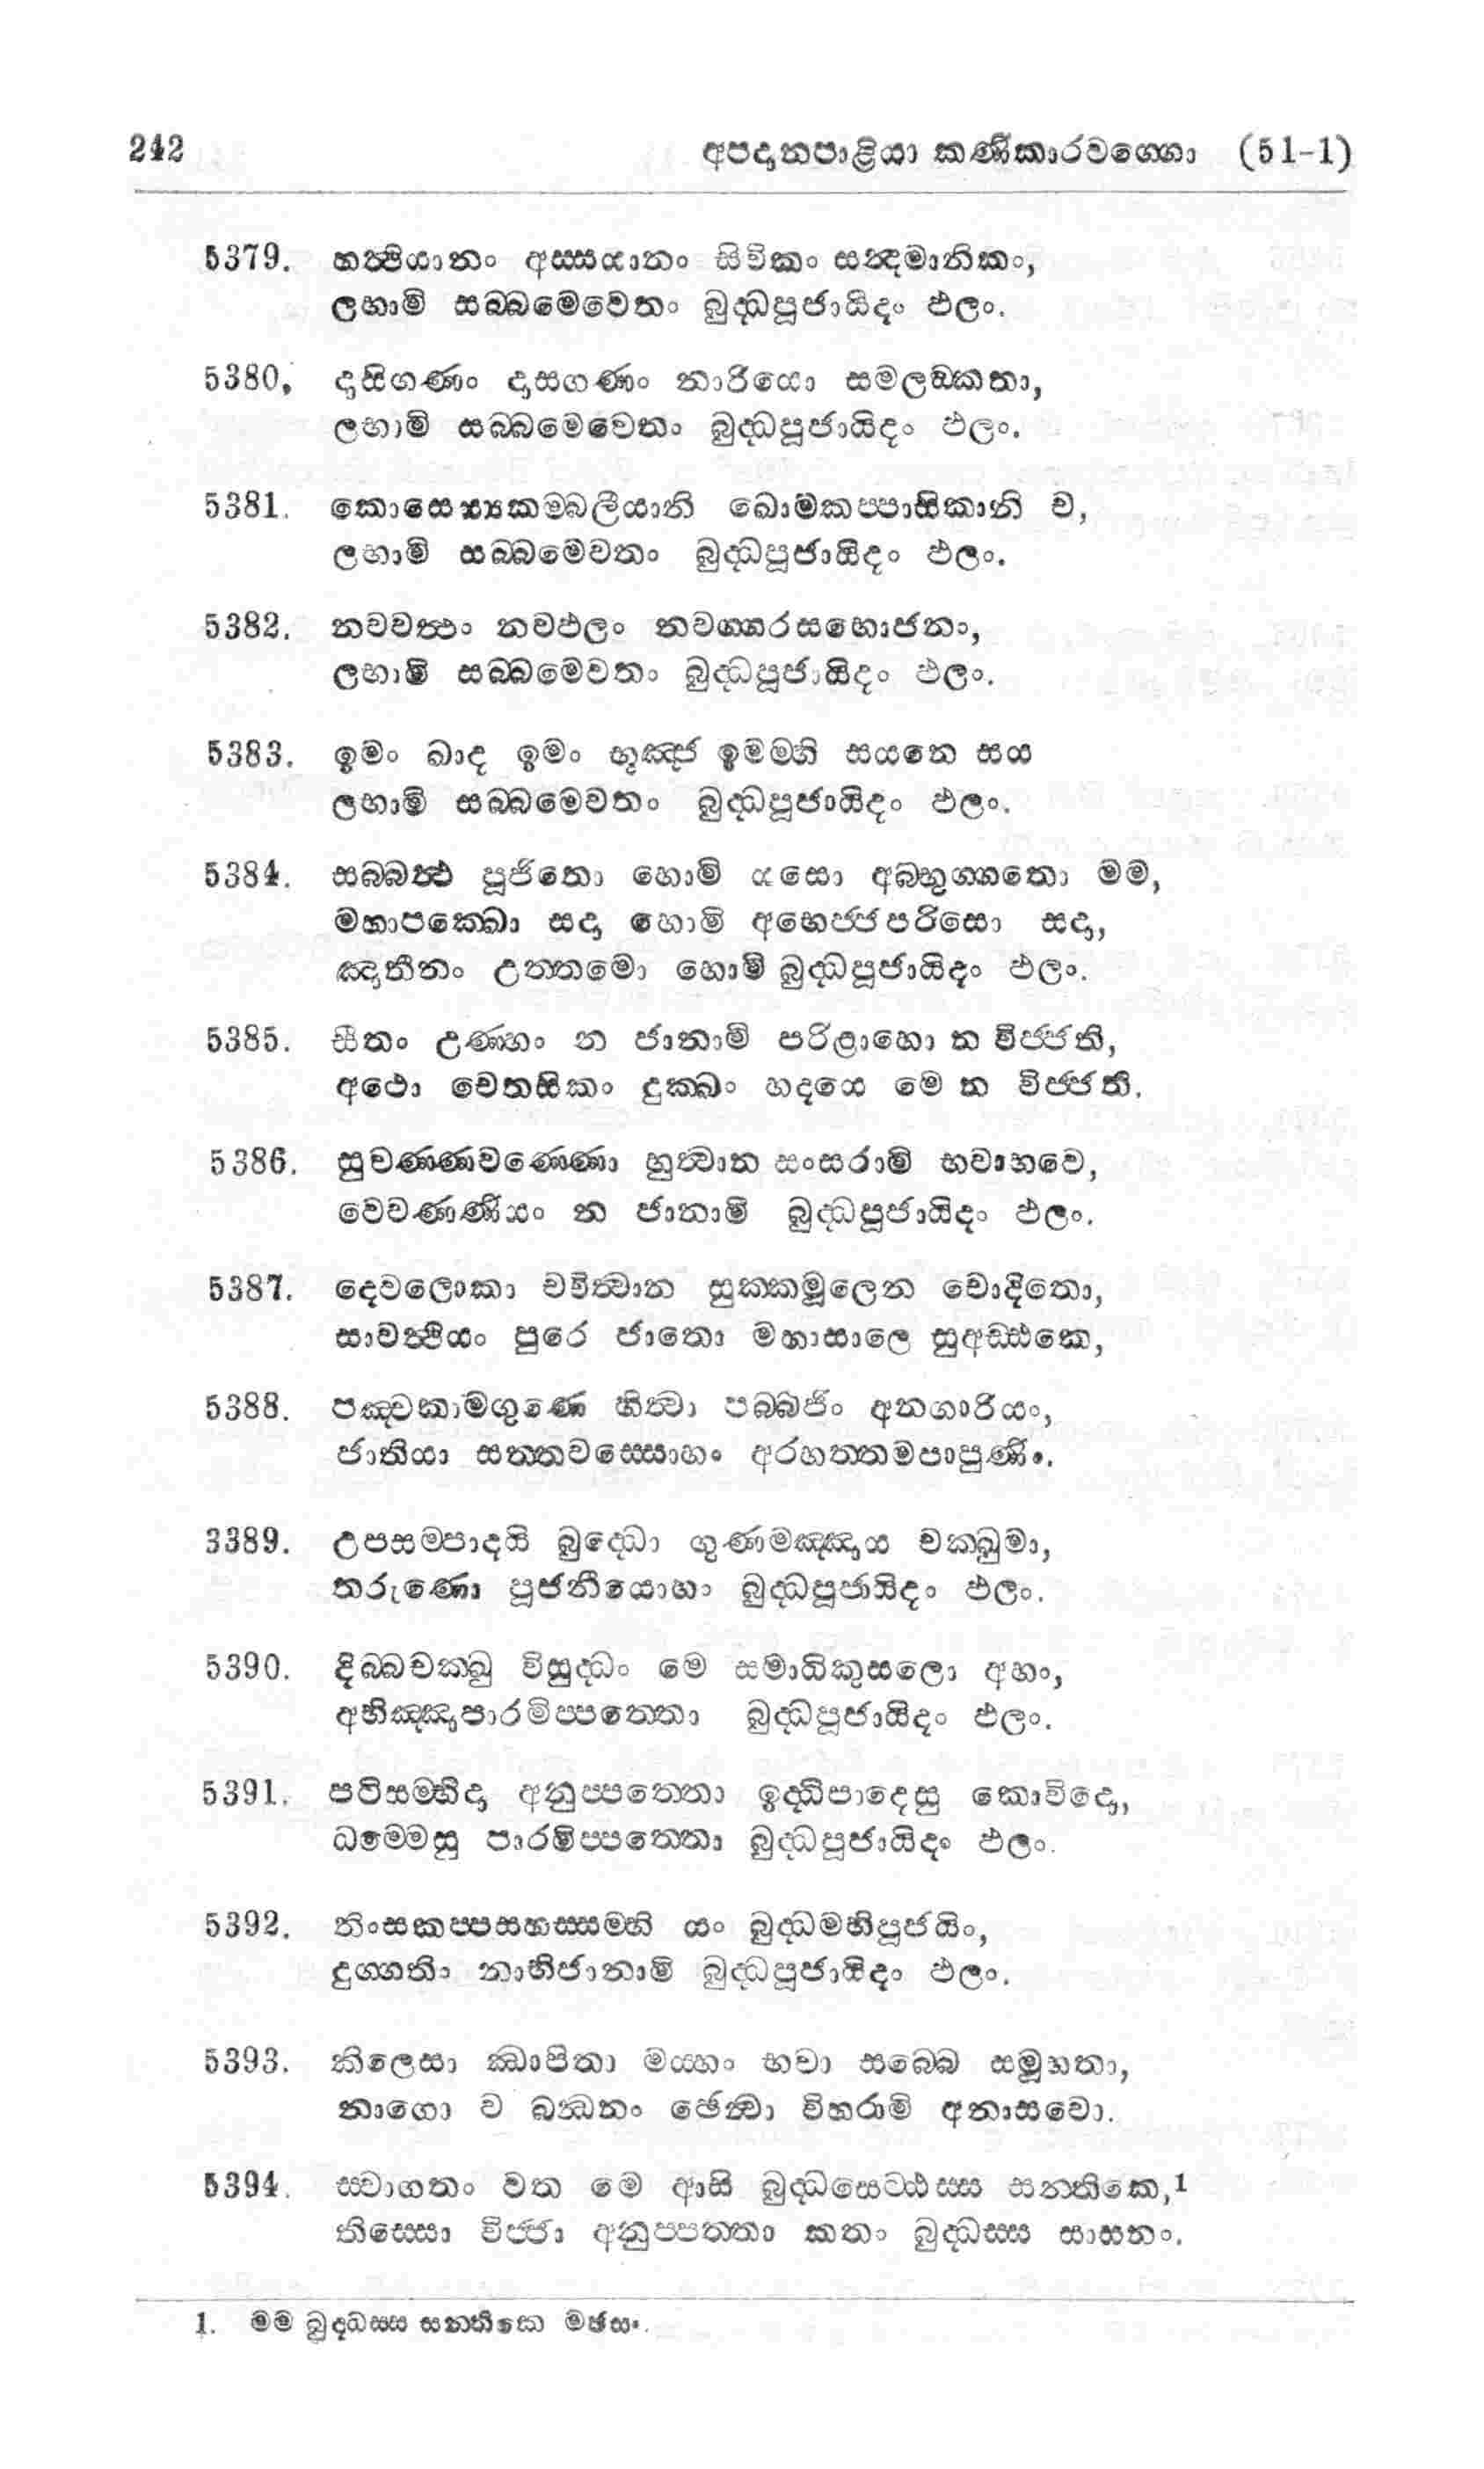 242 අපදානපාළියා කණිකාරවග්ගො (51-1)
5379. හත්ථියානං අස්සයානං සිවිකං සන්දමානිකං,
ලභාමි සබ්බමෙවෙතං බුද්ධපූජායිදං ඵලං.
5380, දාසිගණං දාසගණං නාරියො සමලඞ්කතා,
ලභාමි සබ්බමෙවෙතං බුද්ධපූජායිදං ඵලං.
5381. කොසෙය්‍යකම්බලීයානි ඛොමකප්පාසිකානි ච,
ලභාමි සබ්බමෙවතං බුද්ධපූජායිදං ඵලං.
5382. නවවත්ථං නවඵලං නවග්ගරසභොජනං,
ලභාමි සබ්බමෙවතං බුද්ධපූජායිදං ඵලං.
5383. ඉමං ඛාද ඉමං භූඤ්ජ ඉමම්හි සයනෙ සය
ලභාමි සබ්බමෙවතං බුද්ධපූජායිදං ඵලං.
5384. සබ්බත්ථ පූජිතො හොමි යසො අබ්භුග්ගතො මම,
මහාපක්ඛො සදා හොමි අභෙජ්ජපරිසො සදා,
ඤාතීනං උත්තමො හොමි බුද්ධපූජායිදං ඵලං.
5385. සීතං උණ්හං න ජානාමි පරිළාහො න විජ්ජති,
අථො චෙතසිකං දුක්ඛං හදයෙ මෙ න විජ්ජති.
5386. සුවණ්ණවණ්ණො හුත්වාන සංසරාමි භවාභවෙ,
වෙවණ්ණියං න ජානාමි බුද්ධපූජායිදං ඵලං.
5387. දෙවලොකා චවිත්වාන සුක්කමූලෙන චොදිතො,
සාවත්ථියං පුරෙ ජාතො මහාසාලෙ සුඅඩ්ඪකෙ,
5388. පඤ්චකාමගුණෙ හිත්වා පබ්බජිං අනගාරියං,
ජාතියා සත්තවස්සොහං අරහත්තමපාපුණිං.
3389. උපසම්පාදයි බුද්ධො ගුණමඤ්ඤාය චක්ඛුමා,
තරුණො පූජනීයොහං බුද්ධපූජායිදං ඵලං.
5390. දිබ්බචක්ඛු විසුද්ධං මෙ සමාධිකුසලො අහං,
අභිඤ්ඤාපාරමිප්පත්තො බුද්ධපූජායිදං ඵලං.
5391. පටිසම්භිදා අනුප්පත්තො ඉද්ධිපාදෙසු කොවිදො,
ධම්මෙසු පාරමිප්පත්තො බුද්ධපූජායිදං ඵලං.
5392. තිංසකප්පසහස්සම්හි යං බුද්ධමභිපූජයිං,
දුග්ගතිං නාභිජානාමි බුද්ධපූජායිදං ඵලං.
5393. කිලෙසා ඣාපිතා මය්හං භවා සබ්බෙ සමූහතා,
නාගො ව බන්ධනං ඡෙත්වා විහරාමි අනාසවො.
5394. ස්වාගතං වත මෙ ආසි බුද්ධසෙට්ඨස්ස සන්තිකෙ,1
තිස්සො විජ්ජා අනුප්පත්තා කතං බුද්ධස්ස සාසනං.
1. මම බුද්ධස්ස සන්තිකෙ මඡසං.